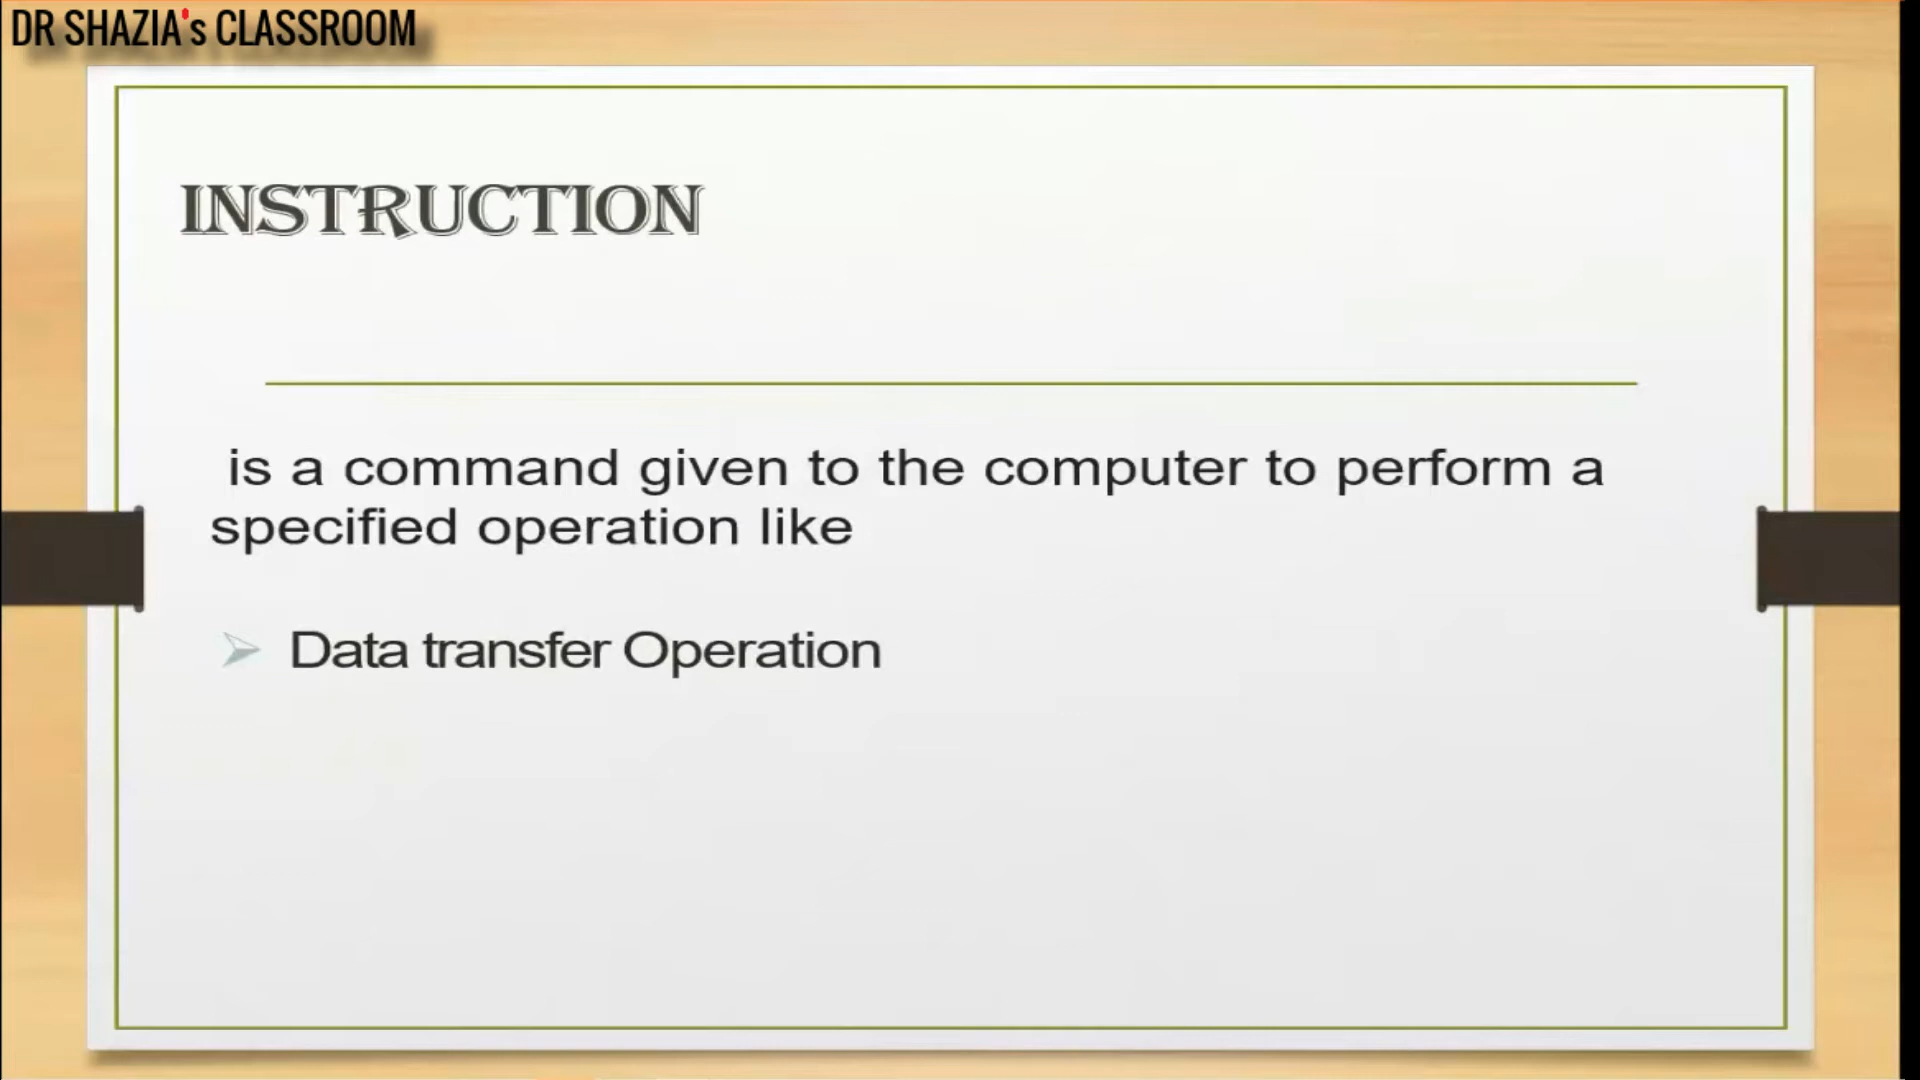 DR SHAZIA's CLASSROOM
INSTRUCTION
is a command given to the computer to perform a
specified operation like
Data transfer Operation